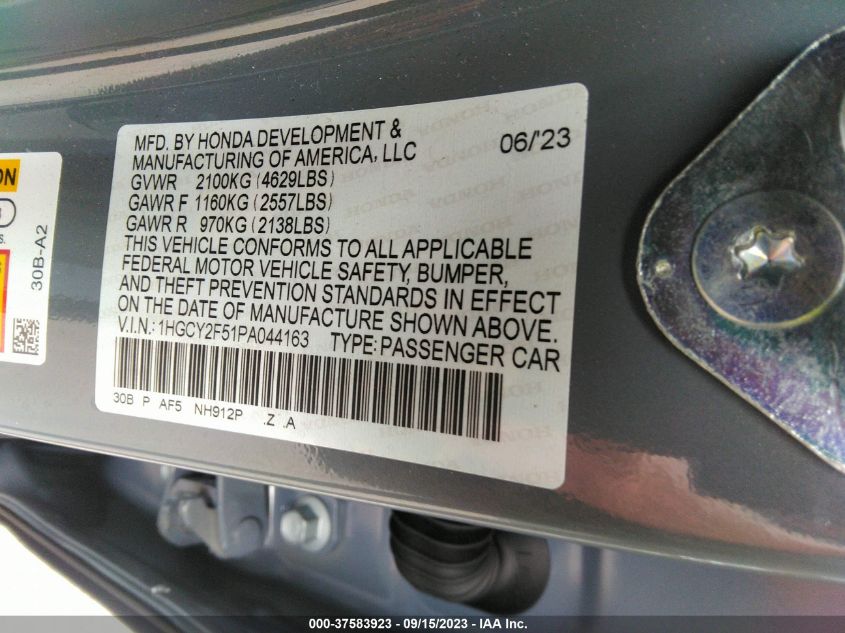 MFD. BY HONDA DEVELOPMENT &
MANUFACTURING OF AMERICA, LLC 06/'23
GVWR 2100KG (4629LBS)
GAWR F 1160KG (2557LBS)
GAWR R 970KG (2138LBS)
THIS VEHICLE CONFORMS TO ALL APPLICABLE
FEDERAL MOTOR VEHICLE SAFETY, BUMPER,
AND THEFT PREVENTION STANDARDS IN EFFECT
ON THE DATE OF MANUFACTURE SHOWN ABOVE.
V.I.N.: 1HGCY2F51PA044163 TYPE: PASSENGER CAR
30B P AF5 NH912P .Z .A
30B-A2
000-37583923 - 09/15/2023 - IAA Inc.